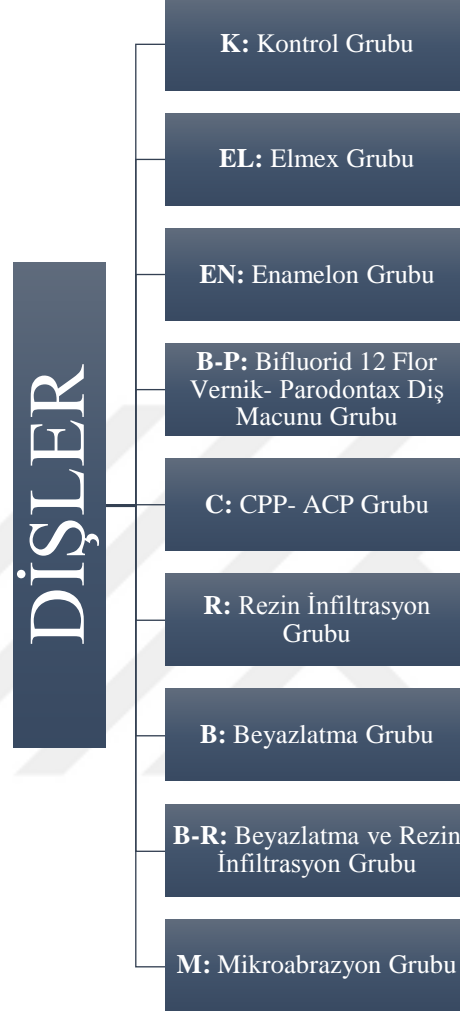 DİŞLER
K: Kontrol Grubu
EL: Elmex Grubu
EN: Enamelon Grubu
B-P: Bifluorid 12 Flor
Vernik- Parodontax Diş
Macunu Grubu
C: CPP- ACP Grubu
R: Rezin İnfiltrasyon
Grubu
B: Beyazlatma Grubu
B-R: Beyazlatma ve Rezin
İnfiltrasyon Grubu
M: Mikroabrazyon Grubu